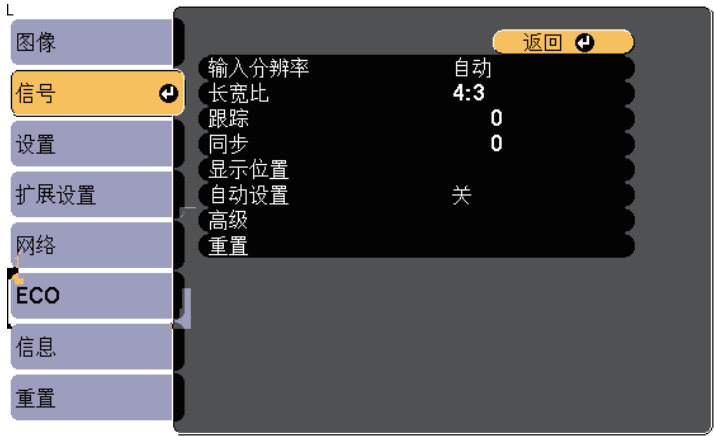 图像
信号
设置
扩展设置
网络
ECO
信息
重置
返回
输入分辨率 自动
长宽比 4:3
跟踪 0
同步 0
显示位置
自动设置 关
高级
重置